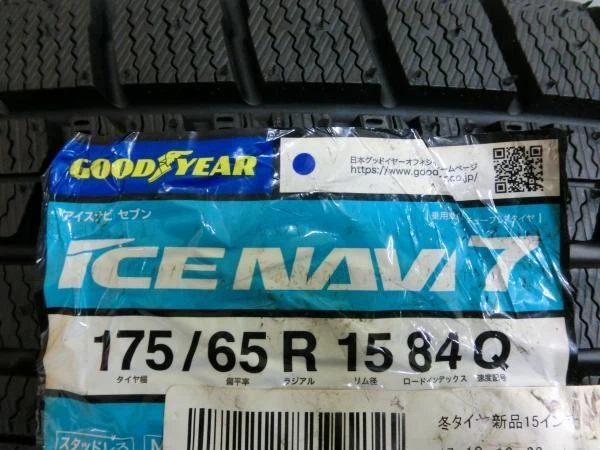 GOODYEAR
日本グッドイヤーオフィシ ームページ
https://www.good co.jp/
アイスナビ セブン
ICE NAVI 7
175/65 R 15 84 Q
タイヤ幅 偏平率 ラジアル リム径 ロードインデックス 速度記号
スタッドレス
冬タイヤ 新品15イン